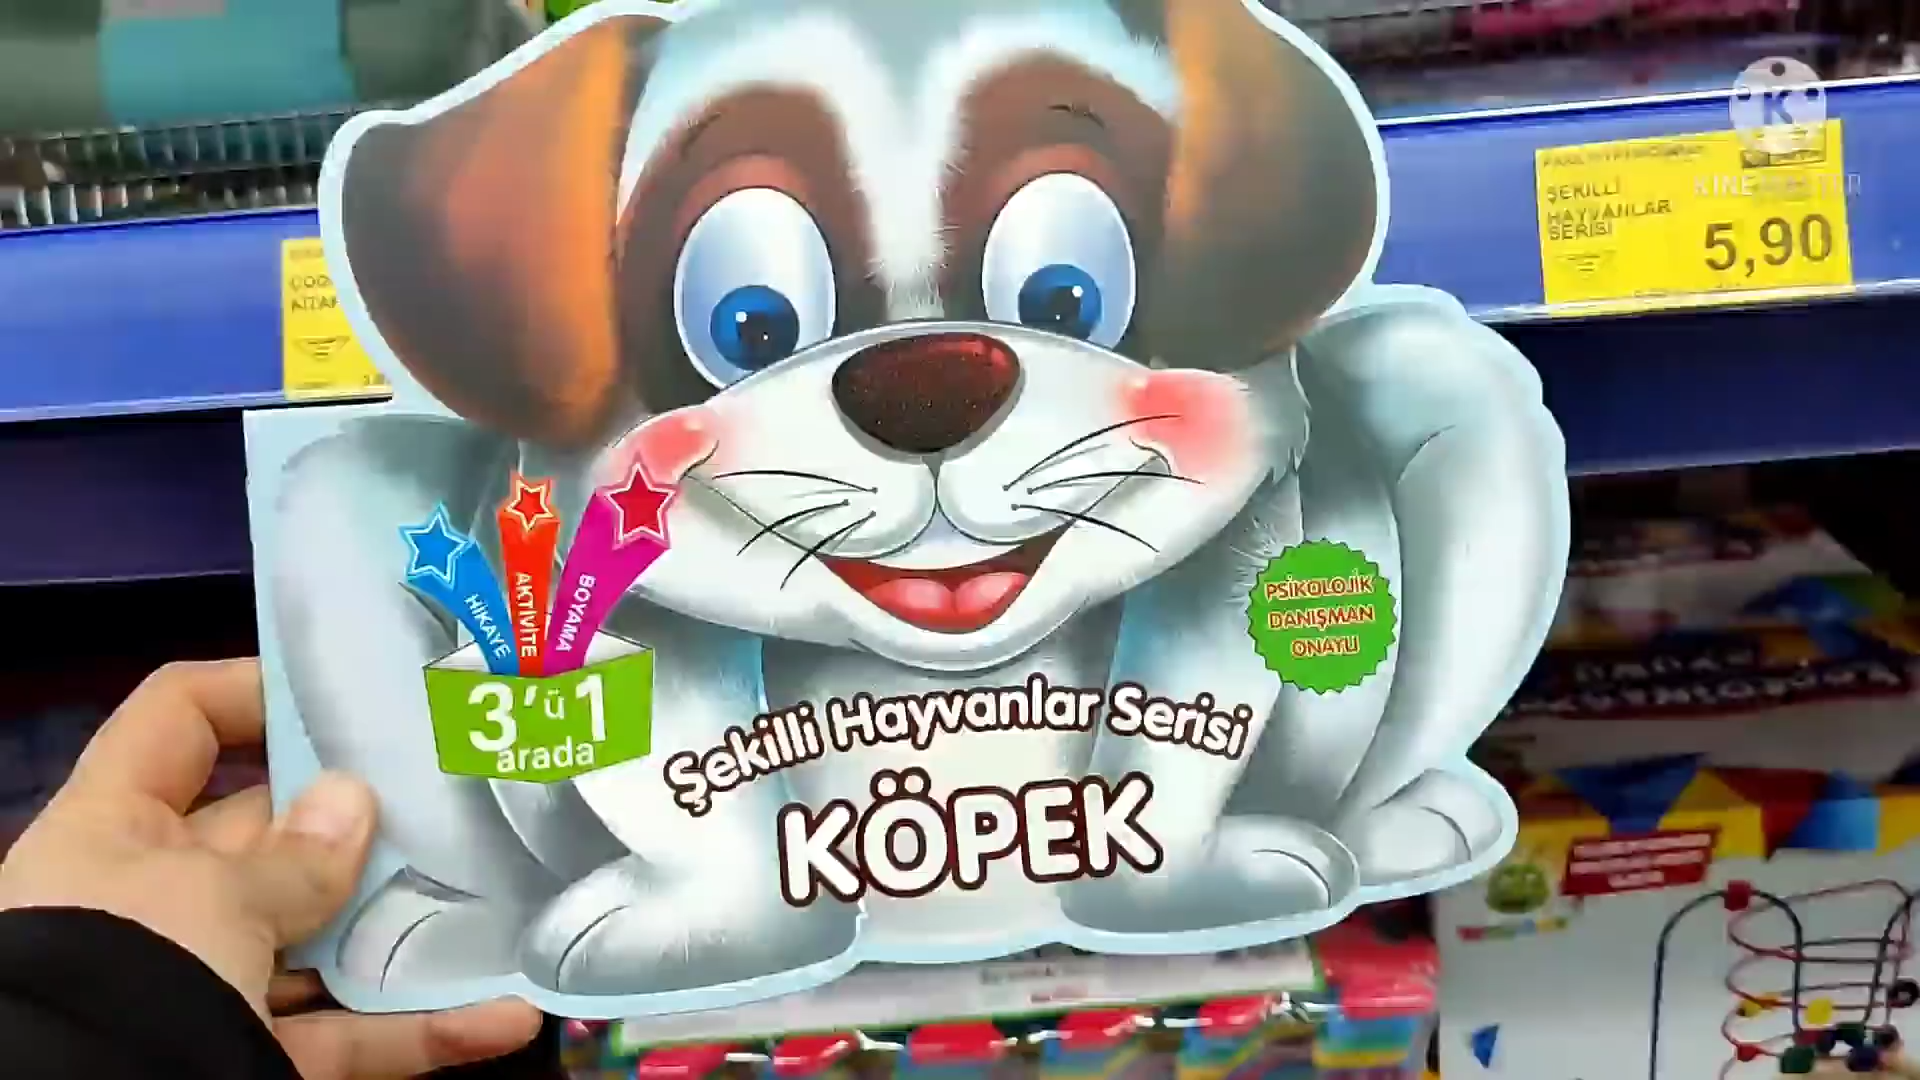 KINEMASTER
ŞEKİLLİ
HAYVANLAR
SERİSİ
5,90
HİKAYE
AKTİVİTE
BOYAMA
3'ü 1
arada
PSİKOLOJİK
DANIŞMAN
ONAYLI
Şekilli Hayvanlar Serisi
KÖPEK